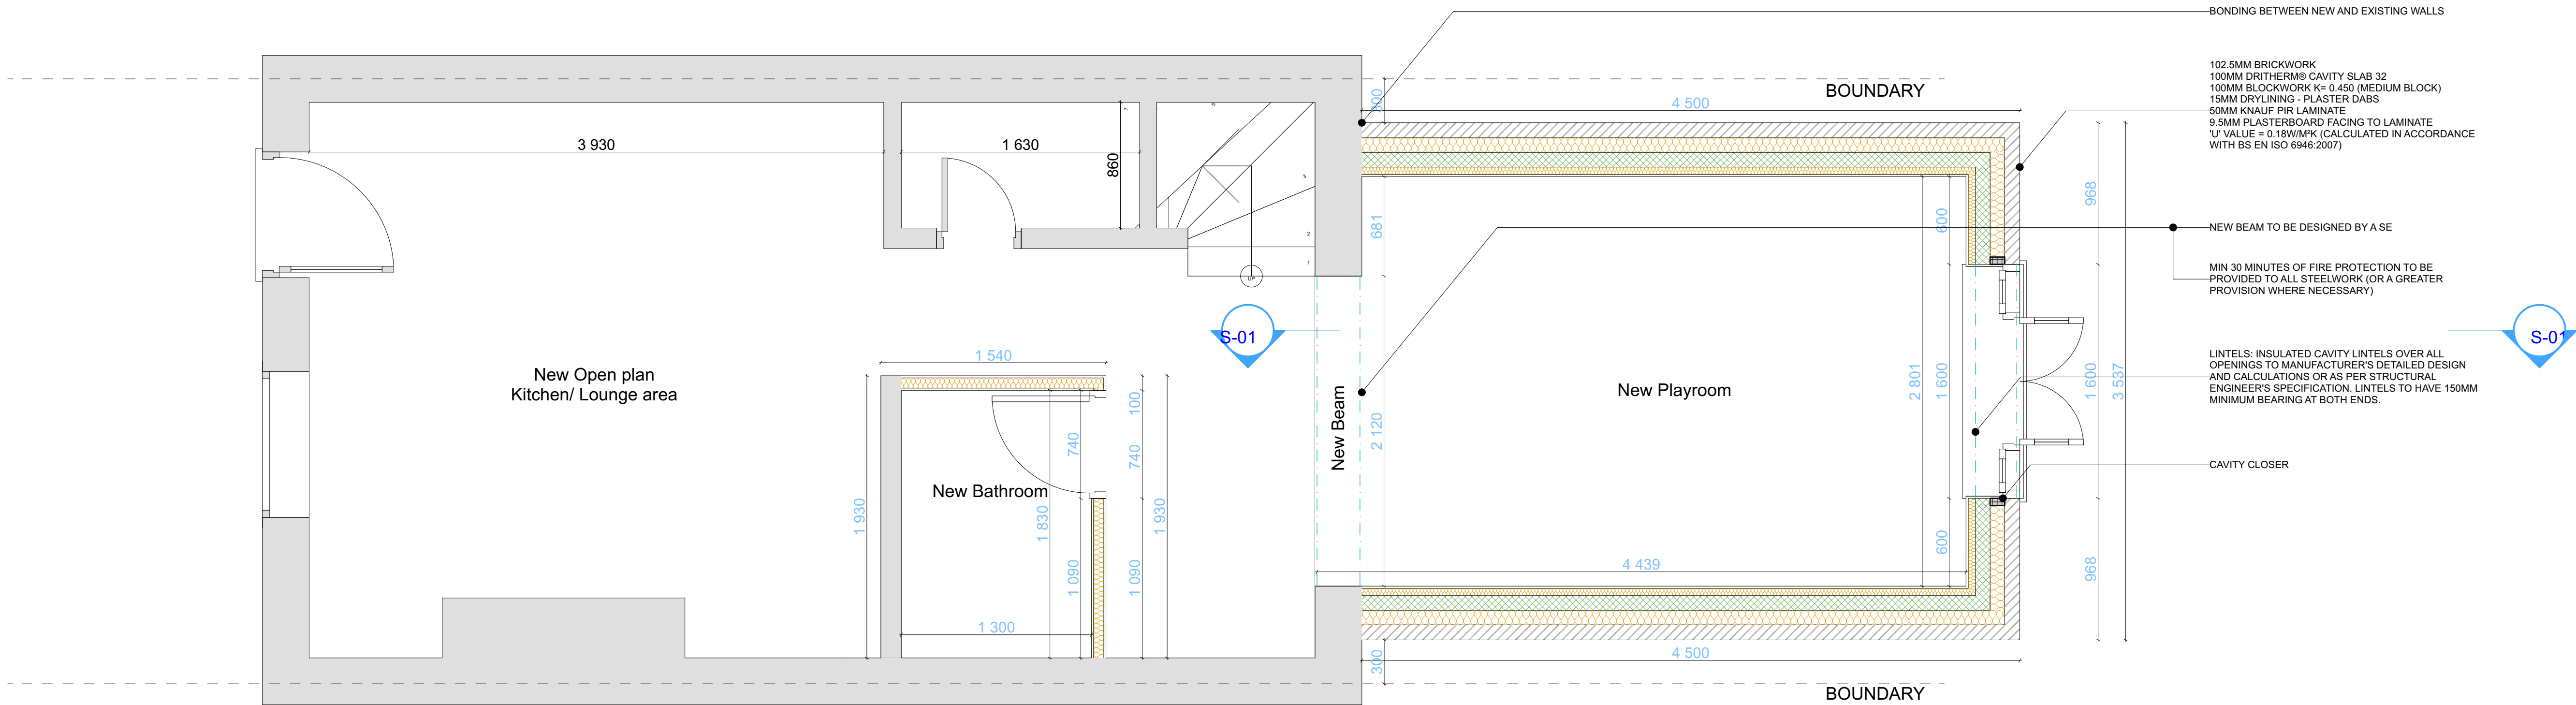 BONDING BETWEEN NEW AND EXISTING WALLS
102.5MM BRICKWORK
100MM DRITHERM® CAVITY SLAB 32
100MM BLOCKWORK K= 0.450 (MEDIUM BLOCK)
15MM DRYLINING - PLASTER DABS
50MM KNAUF PIR LAMINATE
9.5MM PLASTERBOARD FACING TO LAMINATE
'U' VALUE = 0.18W/M²K (CALCULATED IN ACCORDANCE
WITH BS EN ISO 6946:2007)
BOUNDARY
300
4 500
3 930
1 630
860
7
6
3
2
1
UP
681
600
968
NEW BEAM TO BE DESIGNED BY A SE
MIN 30 MINUTES OF FIRE PROTECTION TO BE
PROVIDED TO ALL STEELWORK (OR A GREATER
PROVISION WHERE NECESSARY)
S-01
S-01
LINTELS: INSULATED CAVITY LINTELS OVER ALL
OPENINGS TO MANUFACTURER'S DETAILED DESIGN
AND CALCULATIONS OR AS PER STRUCTURAL
ENGINEER'S SPECIFICATION. LINTELS TO HAVE 150MM
MINIMUM BEARING AT BOTH ENDS.
1 540
New Open plan
Kitchen/ Lounge area
New Playroom
New Beam
2 120
2 801
1 600
1 600
3 537
100
740
740
New Bathroom
1 930
1 830
1 930
1 090
1 090
CAVITY CLOSER
600
968
4 439
1 300
300
4 500
BOUNDARY